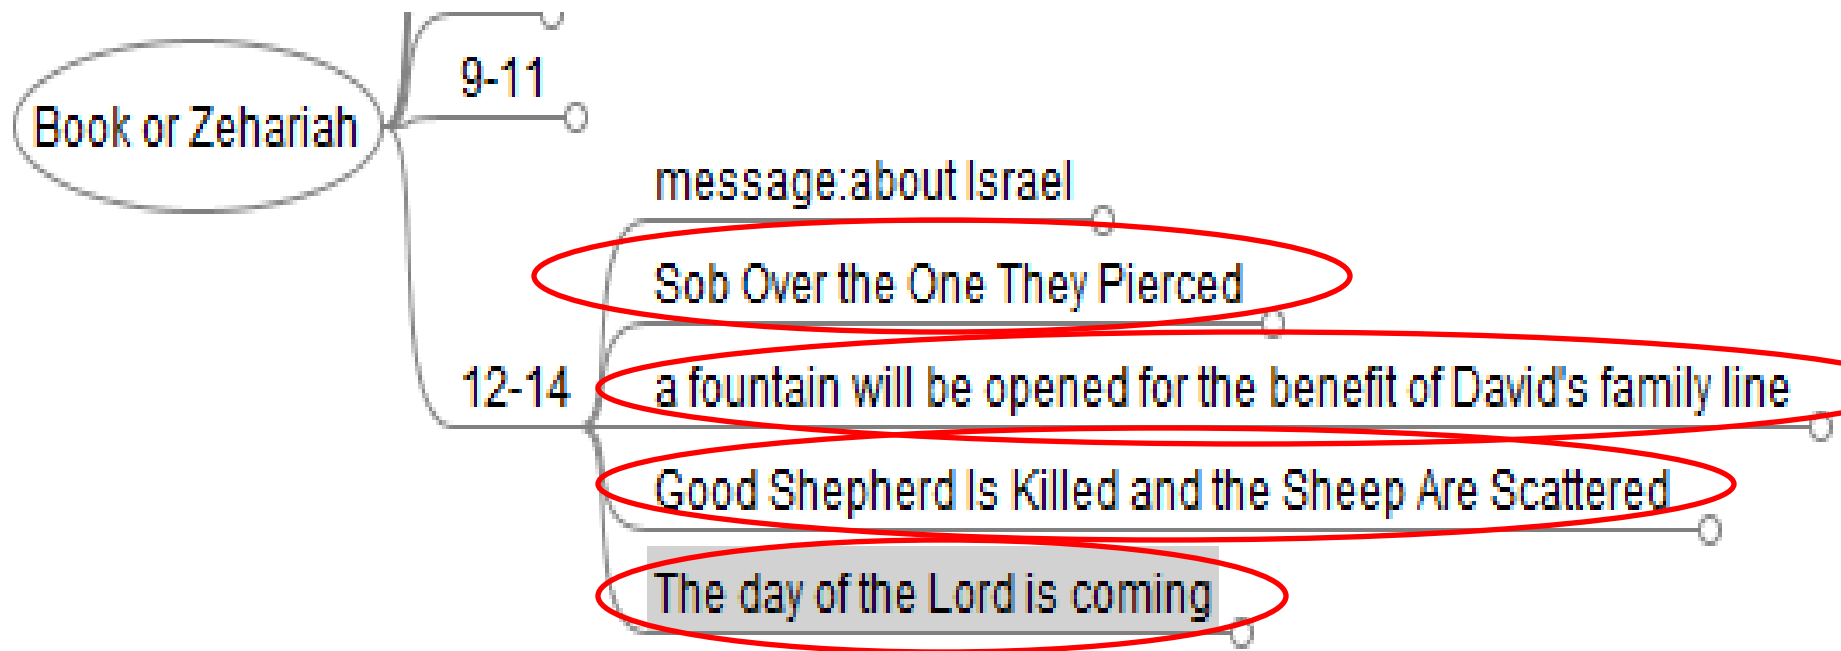 Book or Zehariah
9-11
12-14
message:about Israel
Sob Over the One They Pierced
a fountain will be opened for the benefit of David's family line
Good Shepherd Is Killed and the Sheep Are Scattered
The day of the Lord is coming